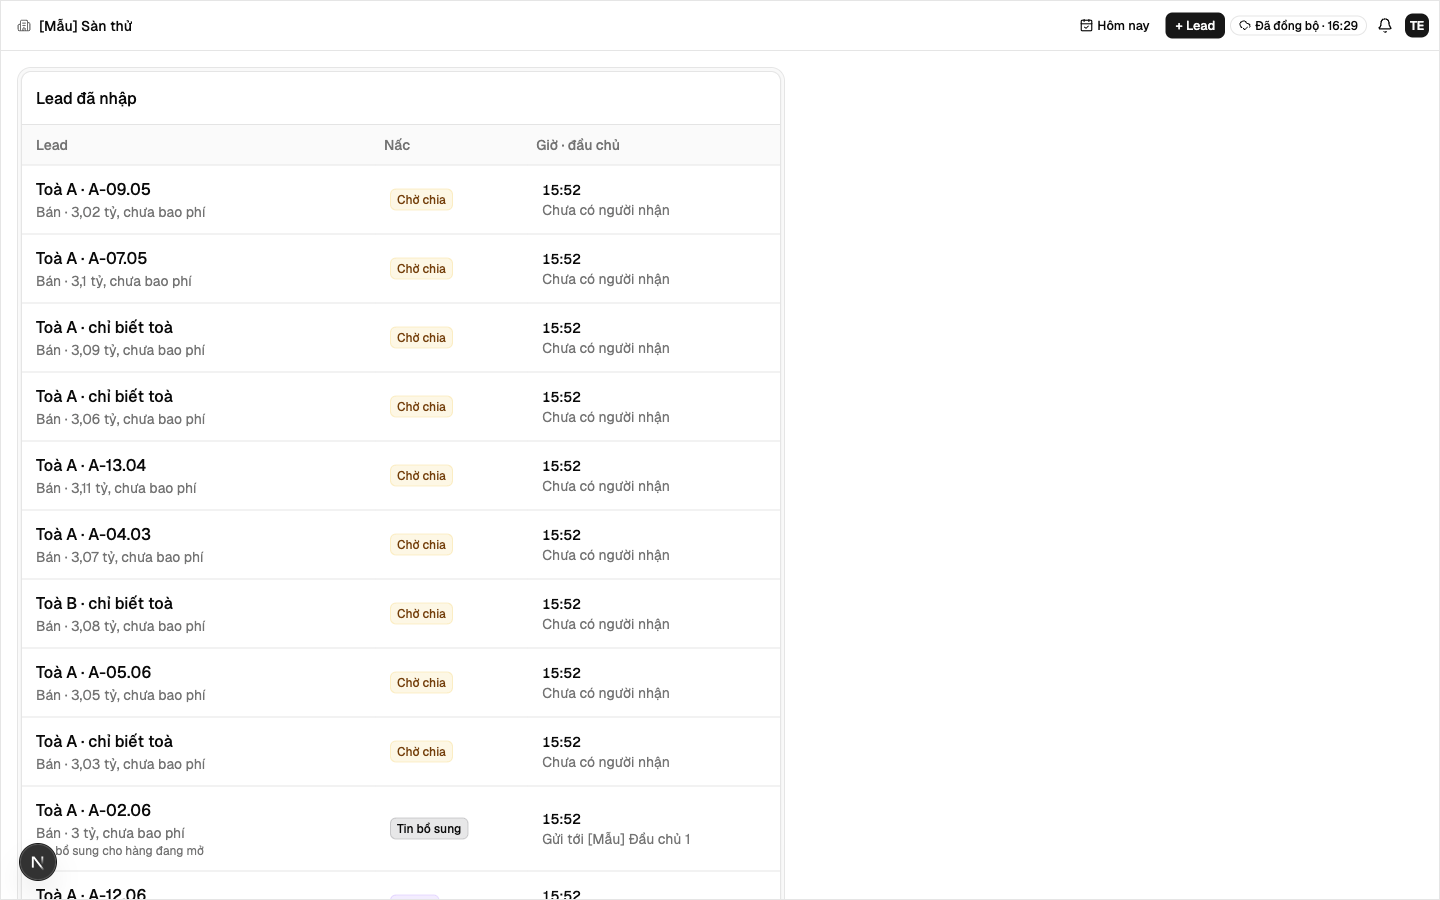 [Mẫu] Sàn thử
Hôm nay
+ Lead
Đã đồng bộ · 16:29
TE
Lead đã nhập
Lead Nấc Giờ · đầu chủ
Toà A · A-09.05
Bán · 3,02 tỷ, chưa bao phí
Chờ chia
15:52
Chưa có người nhận
Toà A · A-07.05
Bán · 3,1 tỷ, chưa bao phí
Chờ chia
15:52
Chưa có người nhận
Toà A · chỉ biết toà
Bán · 3,09 tỷ, chưa bao phí
Chờ chia
15:52
Chưa có người nhận
Toà A · chỉ biết toà
Bán · 3,06 tỷ, chưa bao phí
Chờ chia
15:52
Chưa có người nhận
Toà A · A-13.04
Bán · 3,11 tỷ, chưa bao phí
Chờ chia
15:52
Chưa có người nhận
Toà A · A-04.03
Bán · 3,07 tỷ, chưa bao phí
Chờ chia
15:52
Chưa có người nhận
Toà B · chỉ biết toà
Bán · 3,08 tỷ, chưa bao phí
Chờ chia
15:52
Chưa có người nhận
Toà A · A-05.06
Bán · 3,05 tỷ, chưa bao phí
Chờ chia
15:52
Chưa có người nhận
Toà A · chỉ biết toà
Bán · 3,03 tỷ, chưa bao phí
Chờ chia
15:52
Chưa có người nhận
Toà A · A-02.06
Bán · 3 tỷ, chưa bao phí
bổ sung cho hàng đang mở
Tin bổ sung
15:52
Gửi tới [Mẫu] Đầu chủ 1
N
Toà A · A-12.06
15:52